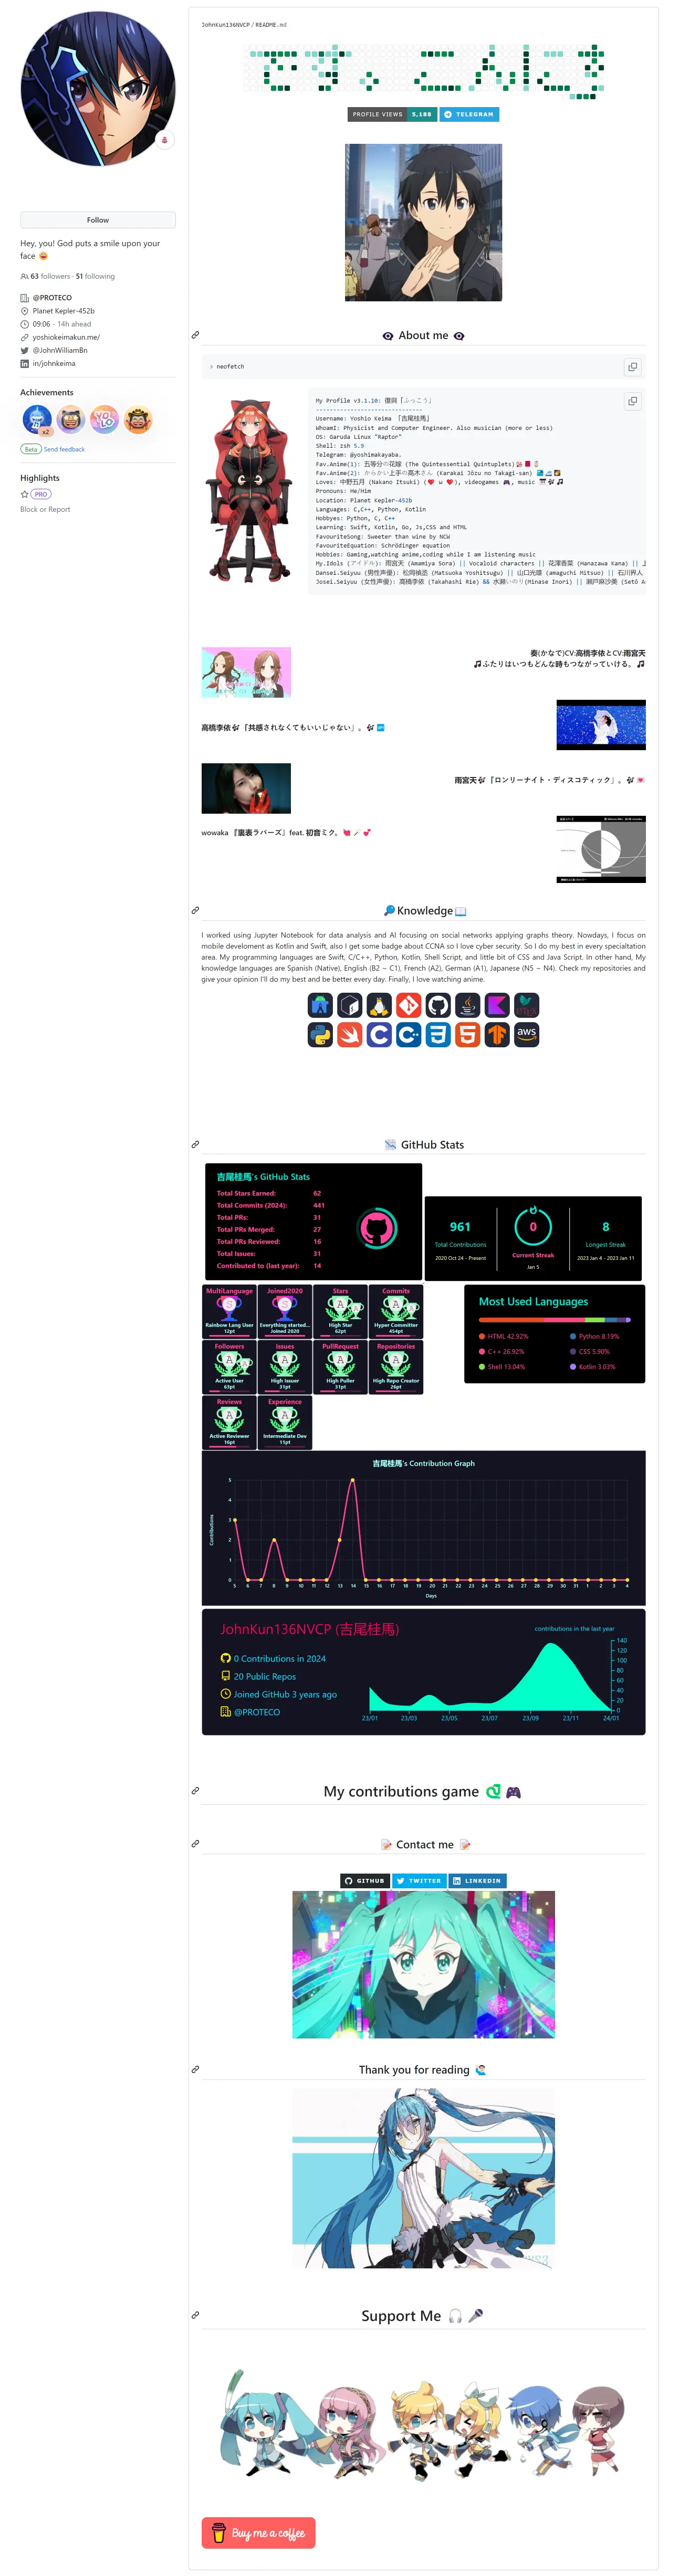 JohnKun136NVCP / README.md
PROFILE VIEWS 5,188 TELEGRAM
Follow
Hey, you! God puts a smile upon your
face
63 followers · 51 following
@PROTECO
Planet Kepler-452b
09:06 - 14h ahead
yoshiokeimakun.me/
@JohnWilliamBn
in/johnkeima
Achievements
x2
YOLO
Beta Send feedback
Highlights
PRO
Block or Report
About me
> neofetch
My Profile v3.1.10: 復興「ふっこう」
-------------------------------
Username: Yoshio Keima 「吉尾桂馬」
WhoamI: Physicist and Computer Engineer. Also musician (more or less)
OS: Garuda Linux "Raptor"
Shell: zsh 5.9
Telegram: @yoshimakayaba.
Fav.Anime(1): 五等分の花嫁 (The Quintessential Quintuplets)
Fav.Anime(2): からかい上手の高木さん (Karakai Jōzu no Takagi-san)
Loves: 中野五月 (Nakano Itsuki) (❤️ ω ❤️), videogames 🎮, music
Pronouns: He/Him
Location: Planet Kepler-452b
Languages: C,C++, Python, Kotlin
Hobbyes: Python, C, C++
Learning: Swift, Kotlin, Go, Js,CSS and HTML
FavouriteSong: Sweeter than wine by NCW
FavouriteEquation: Schrödinger equation
Hobbies: Gaming,watching anime,coding while I am listening music
My.Idols (アイドル): 雨宮天 (Amamiya Sora) || Vocaloid characters || 花澤香菜 (Hanazawa Kana) ||
Dansei.Seiyuu (男性声優): 松岡禎丞 (Matsuoka Yoshitsugu) || 山口光雄 (amaguchi Mitsuo) || 石川界人
Josei.Seiyuu (女性声優): 高橋李依 (Takahashi Rie) && 水瀬いのり(Minase Inori) || 瀬戸麻沙美 (Setō As
奏(かなで)CV:高橋李依とCV:雨宮天
🎵ふたりはいつもどんな時もつながっていける。🎵
高橋李依🎶『共感されなくてもいいじゃない」。🎶
雨宮天🎶『ロンリーナイト・ディスコティック」。🎶
wowaka 『裏表ラバーズ』feat. 初音ミク。
Knowledge
I worked using Jupyter Notebook for data analysis and AI focusing on social networks applying graphs theory. Nowdays, I focus on
mobile develoment as Kotlin and Swift, also I get some badge about CCNA so I love cyber security. So I do my best in every specialtation
area. My programming languages are Swift, C/C++, Python, Kotlin, Shell Script, and little bit of CSS and Java Script. In other hand, My
knowledge languages are Spanish (Native), English (B2 ~ C1), French (A2), German (A1), Japanese (N5 ~ N4). Check my repositories and
give your opinion I'll do my best and be better every day. Finally, I love watching anime.
aws
GitHub Stats
吉尾桂馬's GitHub Stats
Total Stars Earned: 62
Total Commits (2024): 441
Total PRs: 31
Total PRs Merged: 27
Total PRs Reviewed: 16
Total Issues: 31
Contributed to (last year): 14
961
Total Contributions
2020 Oct 24 - Present
0
Current Streak
Jan 5
8
Longest Streak
2023 Jan 4 - 2023 Jan 11
MultiLanguage
Rainbow Lang User
12pt
Joined2020
Everything started...
Joined 2020
Stars
High Star
62pt
Commits
Hyper Committer
454pt
Followers
Active User
63pt
Issues
High Issuer
31pt
PullRequest
High Puller
31pt
Repositories
High Repo Creator
26pt
Reviews
Active Reviewer
16pt
Experience
Intermediate Dev
11pt
Most Used Languages
HTML 42.92% Python 8.19%
C++ 26.92% CSS 5.90%
Shell 13.04% Kotlin 3.03%
吉尾桂馬's Contribution Graph
Contributions
5
4
3
2
1
0
5 6 7 8 9 10 11 12 13 14 15 16 17 18 19 20 21 22 23 24 25 26 27 28 29 30 31 1 2 3 4
Days
JohnKun136NVCP (吉尾桂馬)
contributions in the last year
0 Contributions in 2024
20 Public Repos
Joined GitHub 3 years ago
@PROTECO
140
120
100
80
60
40
20
0
23/01 23/03 23/05 23/07 23/09 23/11 24/01
My contributions game
Contact me
GITHUB TWITTER LINKEDIN
Thank you for reading
Support Me
Buy me a coffee